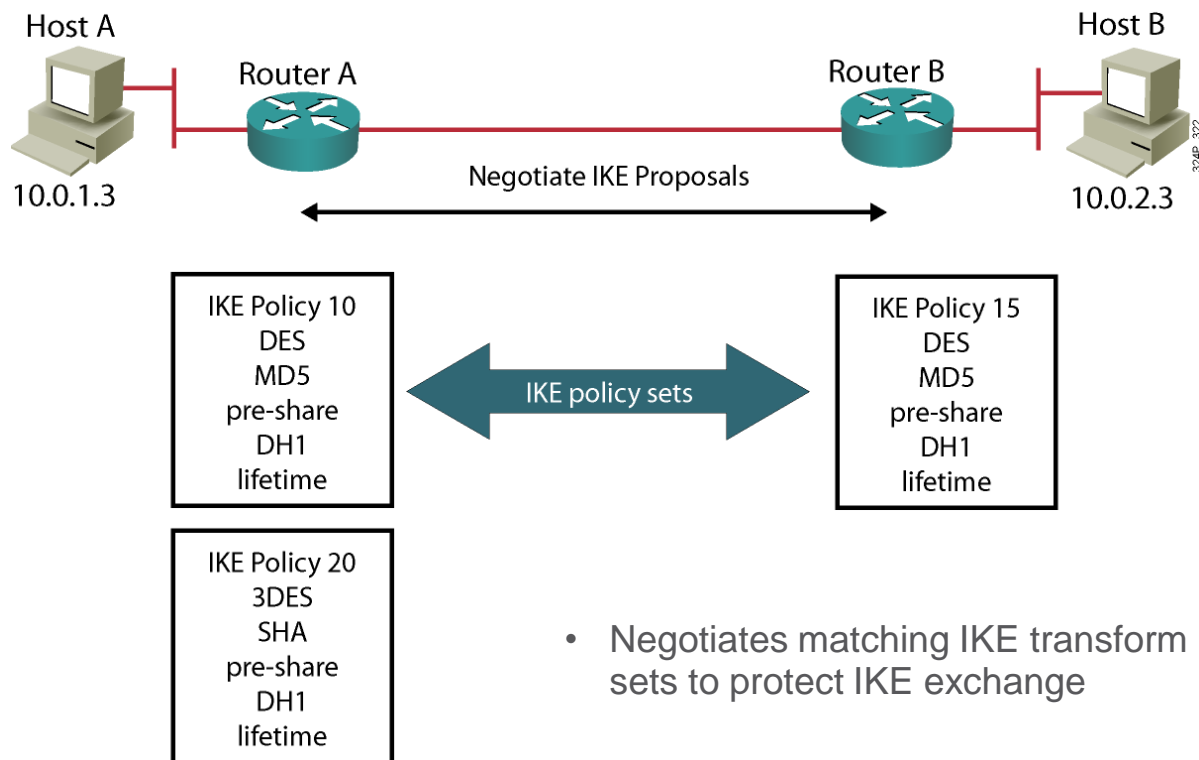 Host A
Host B
Router A
Router B
10.0.1.3
Negotiate IKE Proposals
10.0.2.3
324P_322
IKE Policy 10
DES
MD5
pre-share
DH1
lifetime
IKE policy sets
IKE Policy 15
DES
MD5
pre-share
DH1
lifetime
IKE Policy 20
3DES
SHA
pre-share
DH1
lifetime
• Negotiates matching IKE transform
sets to protect IKE exchange